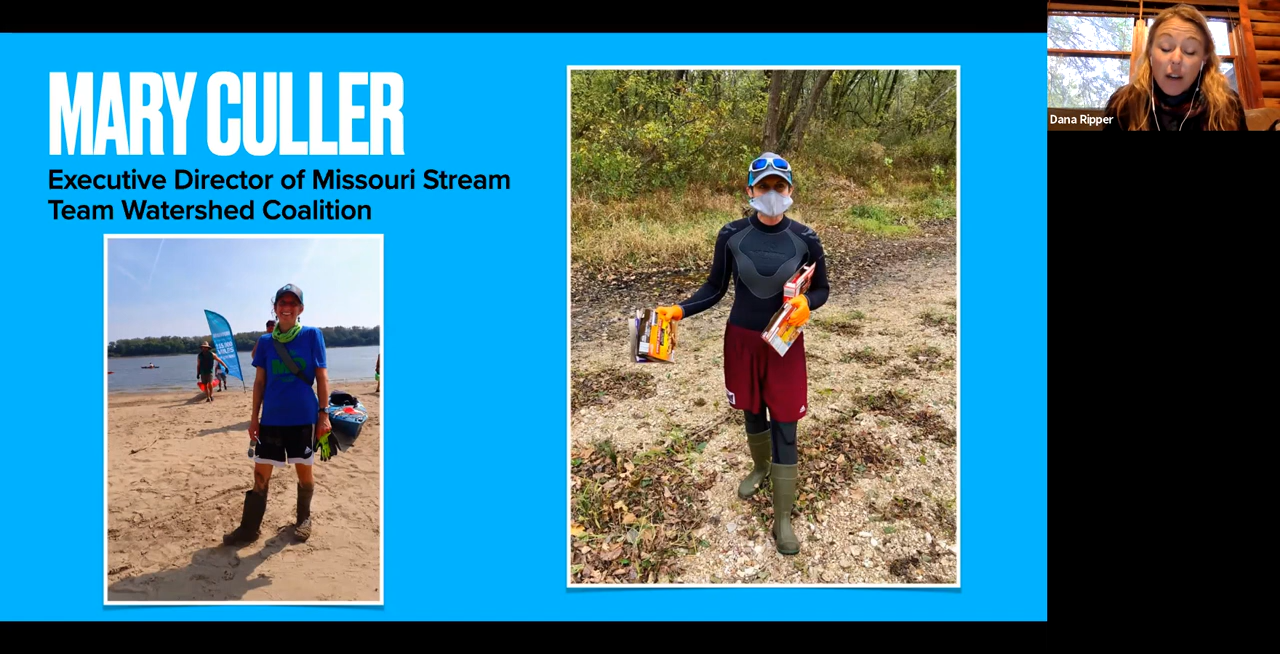 MARY CULLER
Executive Director of Missouri Stream
Team Watershed Coalition
Dana Ripper